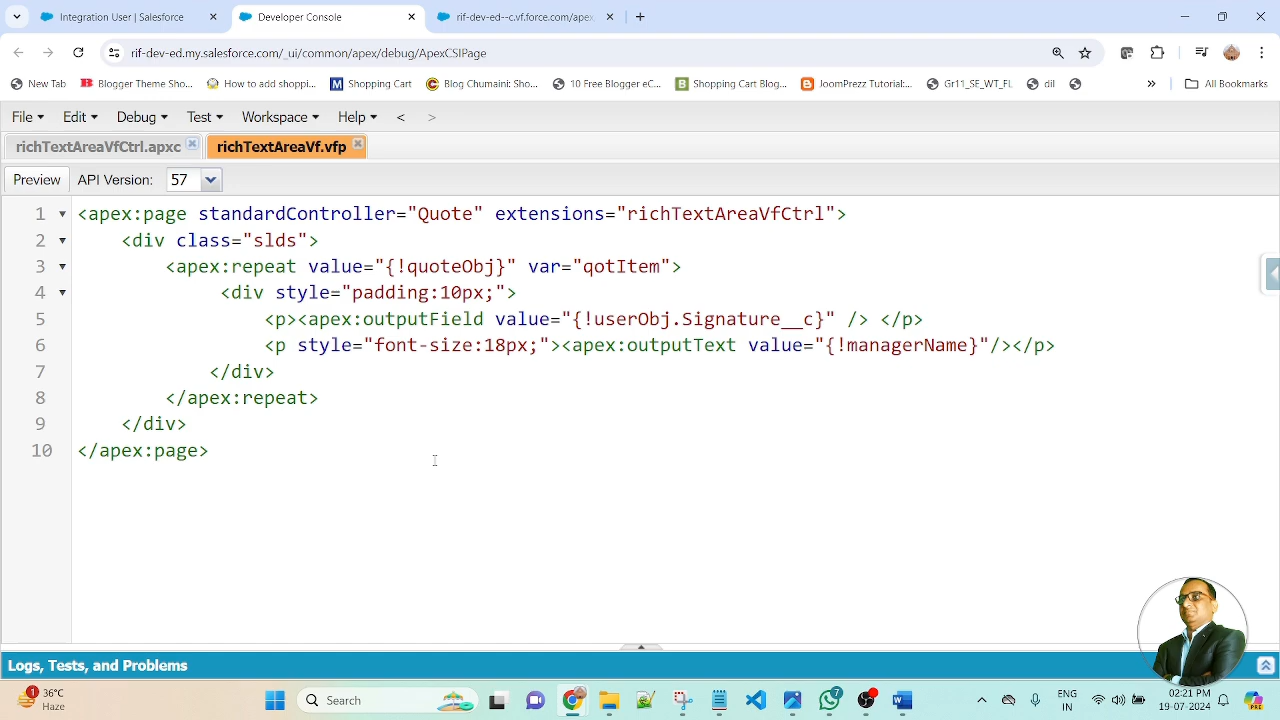 Integration User | Salesforce
Developer Console
rif-dev-ed--c.vf.force.com/apex
rif-dev-ed.my.salesforce.com/_ui/common/apex/debug/ApexCSIPage
New Tab
Blogger Theme Sho...
How to add shoppi...
Shopping Cart
Blog Chumainz Sho...
10 Free Blogger eC...
Shopping Cart Blog...
JoomPrezz Tutorial:...
Gr11_SE_WT_FL
dil
All Bookmarks
File
Edit
Debug
Test
Workspace
Help
<
>
richTextAreaVfCtrl.apxc
richTextAreaVf.vfp
Preview
API Version:
57
1 <apex:page standardController="Quote" extensions="richTextAreaVfCtrl">
2 <div class="slds">
3 <apex:repeat value="{!quoteObj}" var="qotItem">
4 <div style="padding:10px;">
5 <p><apex:outputField value="{!userObj.Signature__c}" /> </p>
6 <p style="font-size:18px;"><apex:outputText value="{!managerName}"/></p>
7 </div>
8 </apex:repeat>
9 </div>
10 </apex:page>
Logs, Tests, and Problems
1
36°C
Haze
Search
7
ENG
IN
02:21 PM
19-07-2024